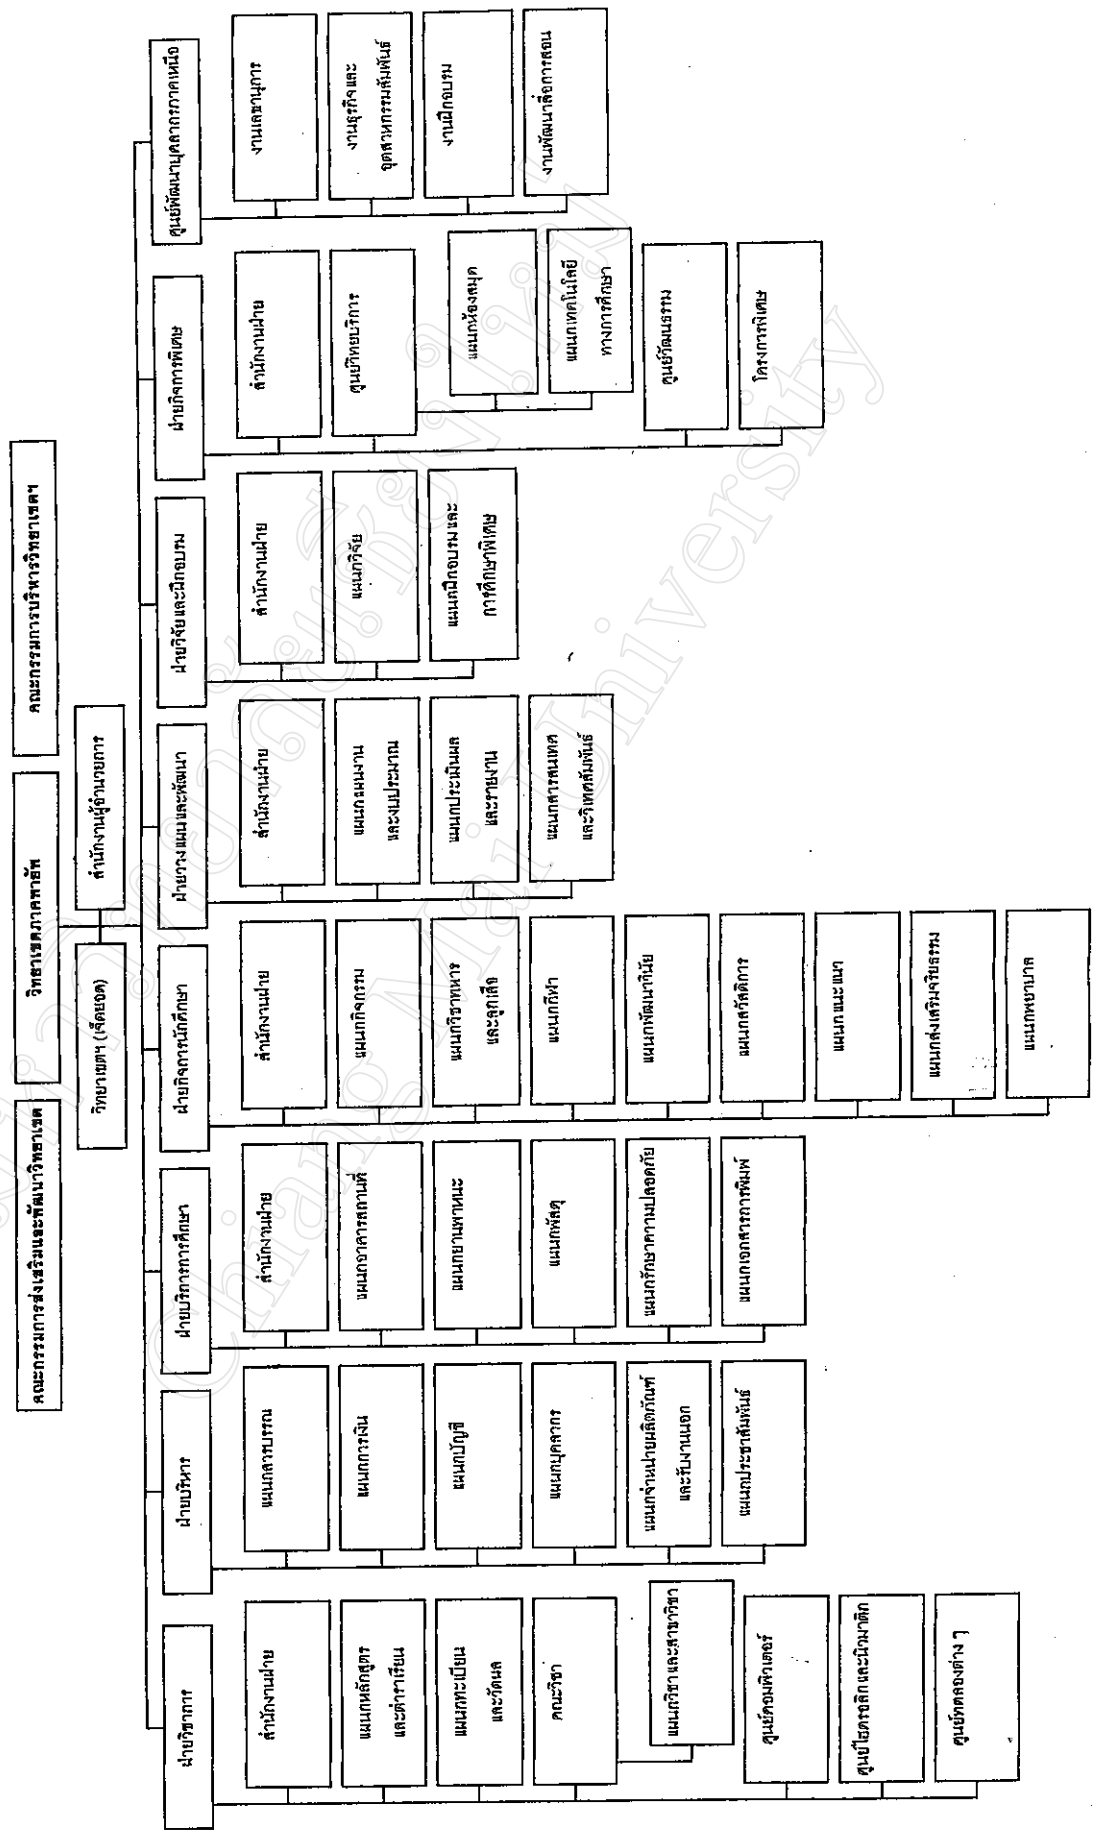 คณะกรรมการส่งเสริมและพัฒนาวิทยาเขต
วิทยาเขตภาคพายัพ
คณะกรรมการบริหารวิทยาเขตฯ
วิทยาเขตฯ (เจ็ดยอด)
สำนักงานผู้อำนวยการ
ฝ่ายวิชาการ
สำนักงานฝ่าย
แผนกหลักสูตร
และตำราเรียน
แผนกทะเบียน
และวัดผล
คณะวิชา
แผนกวิชาและสาขาวิชา
ศูนย์คอมพิวเตอร์
ศูนย์ไฮดรอลิกและนิวมาติก
ศูนย์ทดลองต่าง ๆ
ฝ่ายบริหาร
แผนกสารบรรณ
แผนกการเงิน
แผนกบัญชี
แผนกบุคลากร
แผนกจำหน่ายผลิตภัณฑ์
และรับงานนอก
แผนกประชาสัมพันธ์
ฝ่ายบริการการศึกษา
สำนักงานฝ่าย
แผนกอาคารสถานที่
แผนกยานพาหนะ
แผนกพัสดุ
แผนกรักษาความปลอดภัย
แผนกเอกสารการพิมพ์
ฝ่ายกิจการนักศึกษา
สำนักงานฝ่าย
แผนกกิจกรรม
แผนกวิชาทหาร
และลูกเสือ
แผนกกีฬา
แผนกพัฒนาวินัย
แผนกสวัสดิการ
แผนกแนะแนว
แผนกส่งเสริมจริยธรรม
แผนกพยาบาล
ฝ่ายวางแผนและพัฒนา
สำนักงานฝ่าย
แผนกแผนงาน
และงบประมาณ
แผนกประเมินผล
และรายงาน
แผนกสารสนเทศ
และวิเทศสัมพันธ์
ฝ่ายวิจัยและฝึกอบรม
สำนักงานฝ่าย
แผนกวิจัย
แผนกฝึกอบรมและ
การศึกษาพิเศษ
ฝ่ายกิจการพิเศษ
สำนักงานฝ่าย
ศูนย์วิทยบริการ
แผนกห้องสมุด
แผนกเทคโนโลยี
ทางการศึกษา
ศูนย์วัฒนธรรม
โครงการพิเศษ
ศูนย์พัฒนาบุคลากรภาคเหนือ
งานเลขานุการ
งานธุรกิจและ
อุตสาหกรรมสัมพันธ์
งานฝึกอบรม
งานพัฒนาสื่อการสอน
Chiang Mai University